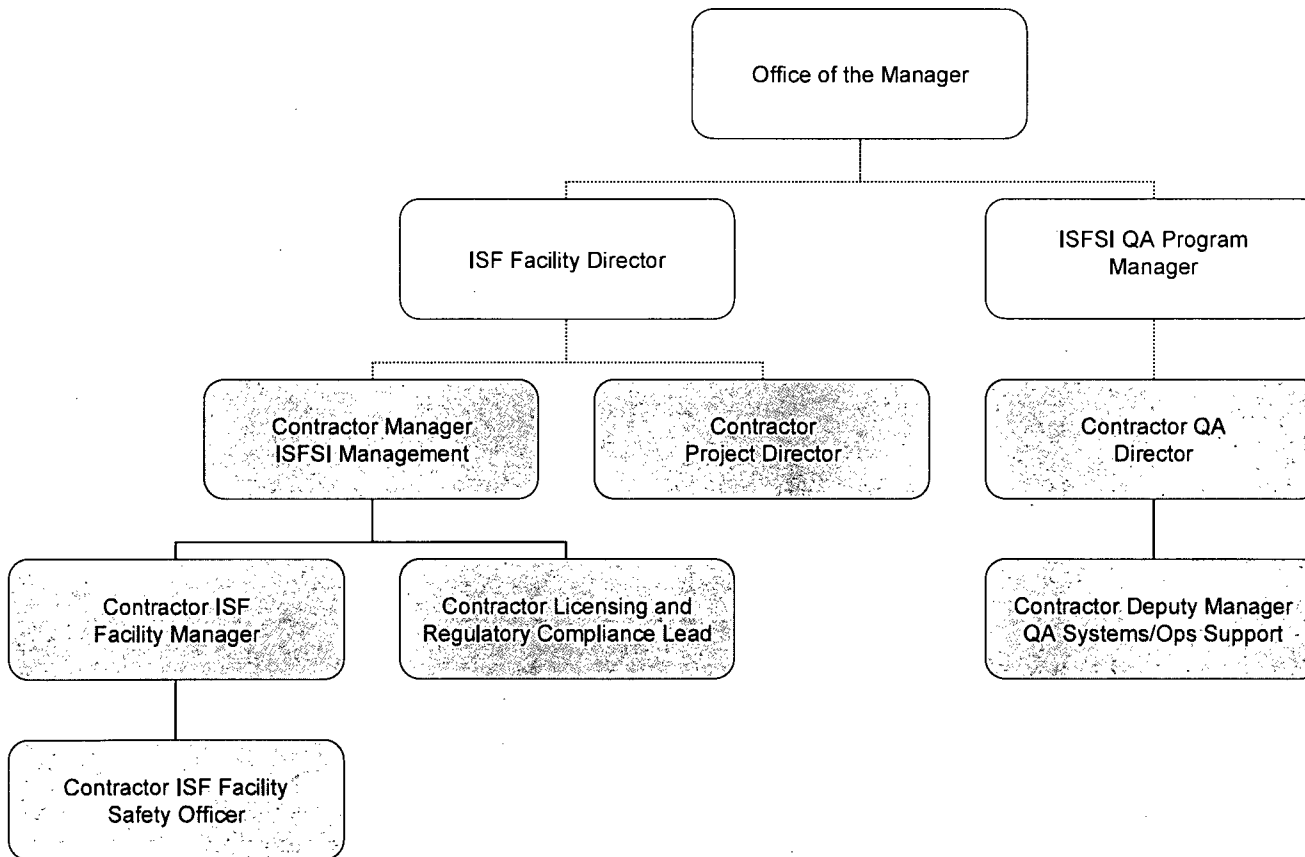 Office of the Manager
ISF Facility Director
ISFSI QA Program
Manager
Contractor Manager
ISFSI Management
Contractor
Project Director
Contractor QA
Director
Contractor ISF
Facility Manager
Contractor Licensing and
Regulatory Compliance Lead
Contractor Deputy Manager
QA Systems/Ops Support
Contractor ISF Facility
Safety Officer